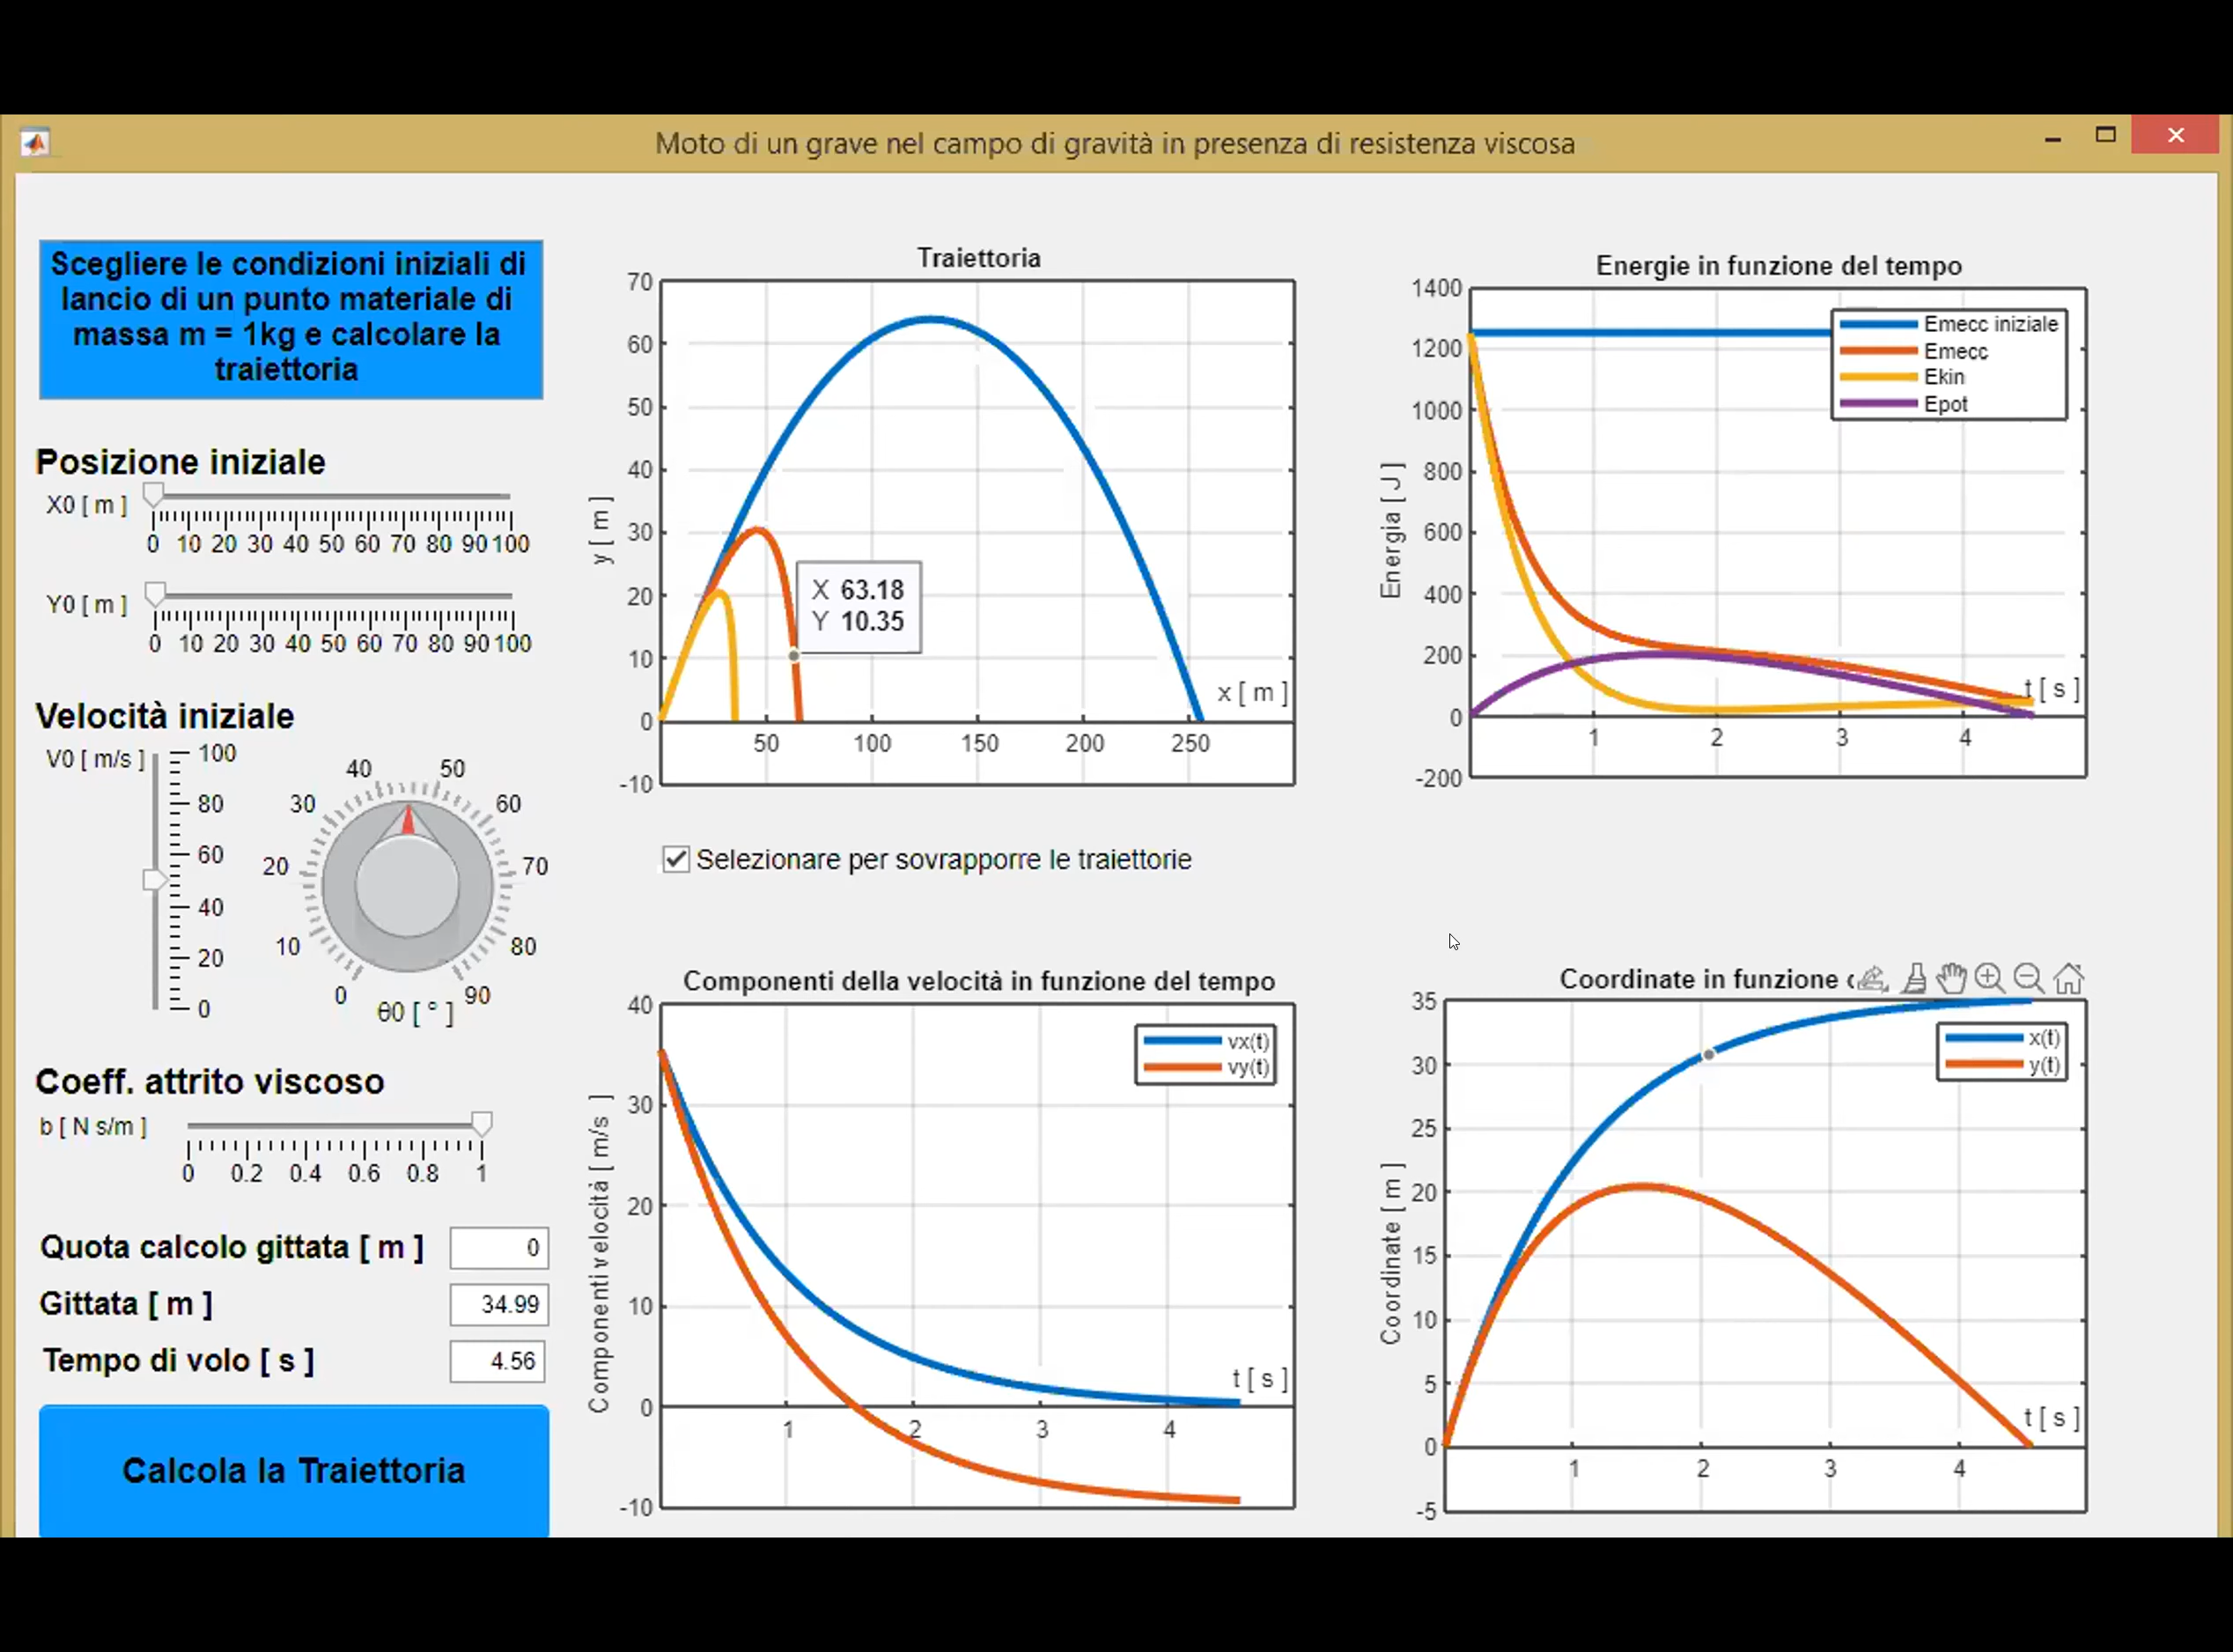 Moto di un grave nel campo di gravità in presenza di resistenza viscosa
Scegliere le condizioni iniziali di
lancio di un punto materiale di
massa m = 1kg e calcolare la
traiettoria
Posizione iniziale
X0 [ m ]
0 10 20 30 40 50 60 70 80 90 100
Y0 [ m ]
0 10 20 30 40 50 60 70 80 90 100
Velocità iniziale
V0 [ m/s ]
100
80
60
40
20
0
0 10 20 30 40 50 60 70 80 90
θ0 [ ° ]
Coeff. attrito viscoso
b [ N s/m ]
0 0.2 0.4 0.6 0.8 1
Quota calcolo gittata [ m ] 0
Gittata [ m ] 34.99
Tempo di volo [ s ] 4.56
Calcola la Traiettoria
Traiettoria
70
60
50
40
30
20
10
0
-10
y [ m ]
X 63.18
Y 10.35
x [ m ]
50 100 150 200 250
Selezionare per sovrapporre le traiettorie
Energie in funzione del tempo
1400
1200
1000
800
600
400
200
0
-200
Energia [ J ]
Emecc iniziale
Emecc
Ekin
Epot
t [ s ]
1 2 3 4
Componenti della velocità in funzione del tempo
40
30
20
10
0
-10
Componenti velocità [ m/s ]
vx(t)
vy(t)
t [ s ]
1 2 3 4
Coordinate in funzione
35
30
25
20
15
10
5
0
-5
Coordinate [ m ]
x(t)
y(t)
t [ s ]
1 2 3 4